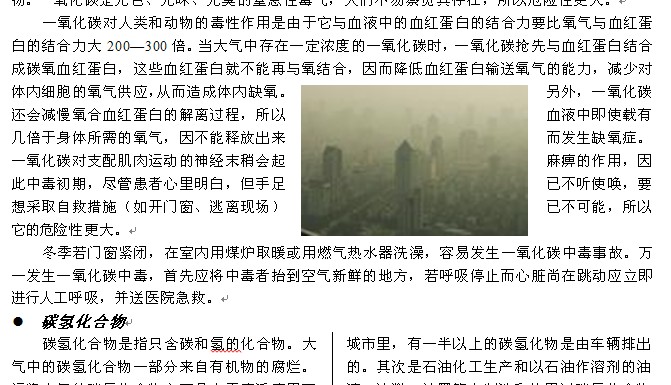 物。一氧化碳是无色、无味、无臭的窒息性毒气，人们不易察觉其存在，所以危险性更大。
一氧化碳对人类和动物的毒性作用是由于它与血液中的血红蛋白的结合力要比氧气与血红蛋
白的结合力大 200—300 倍。当大气中存在一定浓度的一氧化碳时，一氧化碳抢先与血红蛋白结合
成碳氧血红蛋白，这些血红蛋白就不能再与氧结合，因而降低血红蛋白输送氧气的能力，减少对
体内细胞的氧气供应,从而造成体内缺氧。 另外，一氧化碳
还会减慢氧合血红蛋白的解离过程，所以 血液中即使载有
几倍于身体所需的氧气，因不能释放出来 而发生缺氧症。
一氧化碳对支配肌肉运动的神经末稍会起 麻痹的作用，因
此中毒初期，尽管患者心里明白，但手足 已不听使唤，要
想采取自救措施（如开门窗、逃离现场） 已不可能，所以
它的危险性更大。
冬季若门窗紧闭，在室内用煤炉取暖或用燃气热水器洗澡，容易发生一氧化碳中毒事故。万
一发生一氧化碳中毒，首先应将中毒者抬到空气新鲜的地方，若呼吸停止而心脏尚在跳动应立即
进行人工呼吸，并送医院急救。
● 碳氢化合物
碳氢化合物是指只含碳和氢的化合物。大
气中的碳氢化合物一部分来自有机物的腐烂。
城市里，有一半以上的碳氢化物是由车辆排出
的。其次是石油化工生产和以石油作溶剂的油